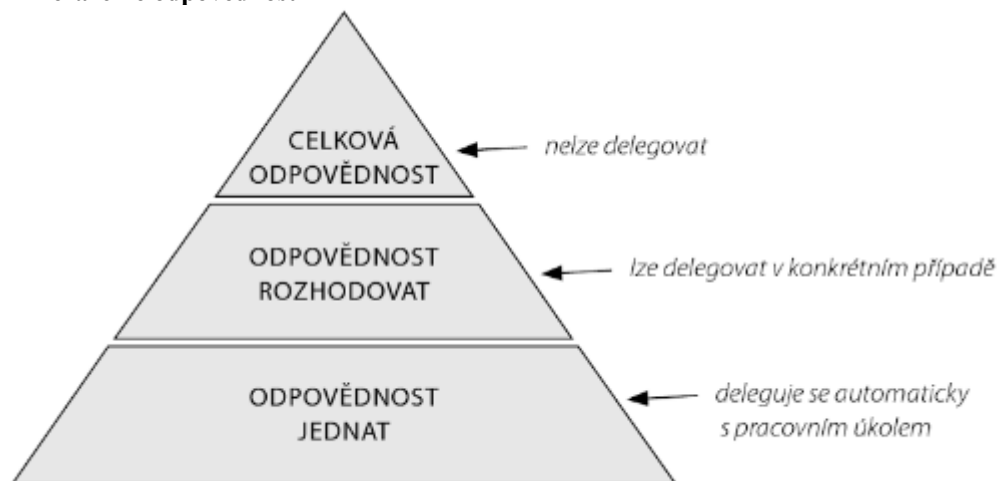 CELKOVÁ
ODPOVĚDNOST
nelze delegovat
ODPOVĚDNOST
ROZHODOVAT
lze delegovat v konkrétním případě
ODPOVĚDNOST
JEDNAT
deleguje se automaticky
s pracovním úkolem